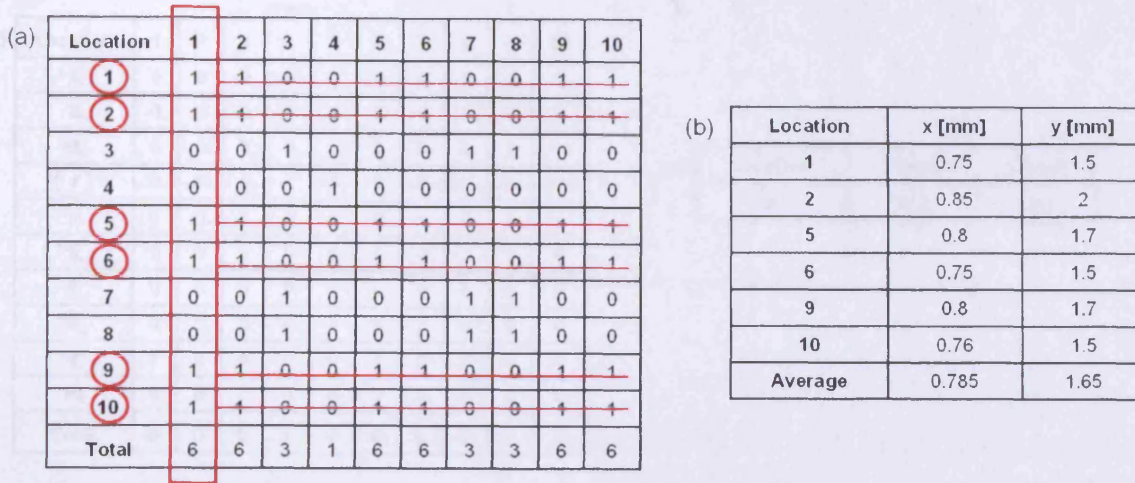 (a)
Location 1 2 3 4 5 6 7 8 9 10
1 1 1 0 0 1 1 0 0 1 1
2 1 1 0 0 1 1 0 0 1 1
3 0 0 1 0 0 0 1 1 0 0
4 0 0 0 1 0 0 0 0 0 0
5 1 1 0 0 1 1 0 0 1 1
6 1 1 0 0 1 1 0 0 1 1
7 0 0 1 0 0 0 1 1 0 0
8 0 0 1 0 0 0 1 1 0 0
9 1 1 0 0 1 1 0 0 1 1
10 1 1 0 0 1 1 0 0 1 1
Total 6 6 3 1 6 6 3 3 6 6
(b)
Location x [mm] y [mm]
1 0.75 1.5
2 0.85 2
5 0.8 1.7
6 0.75 1.5
9 0.8 1.7
10 0.76 1.5
Average 0.785 1.65